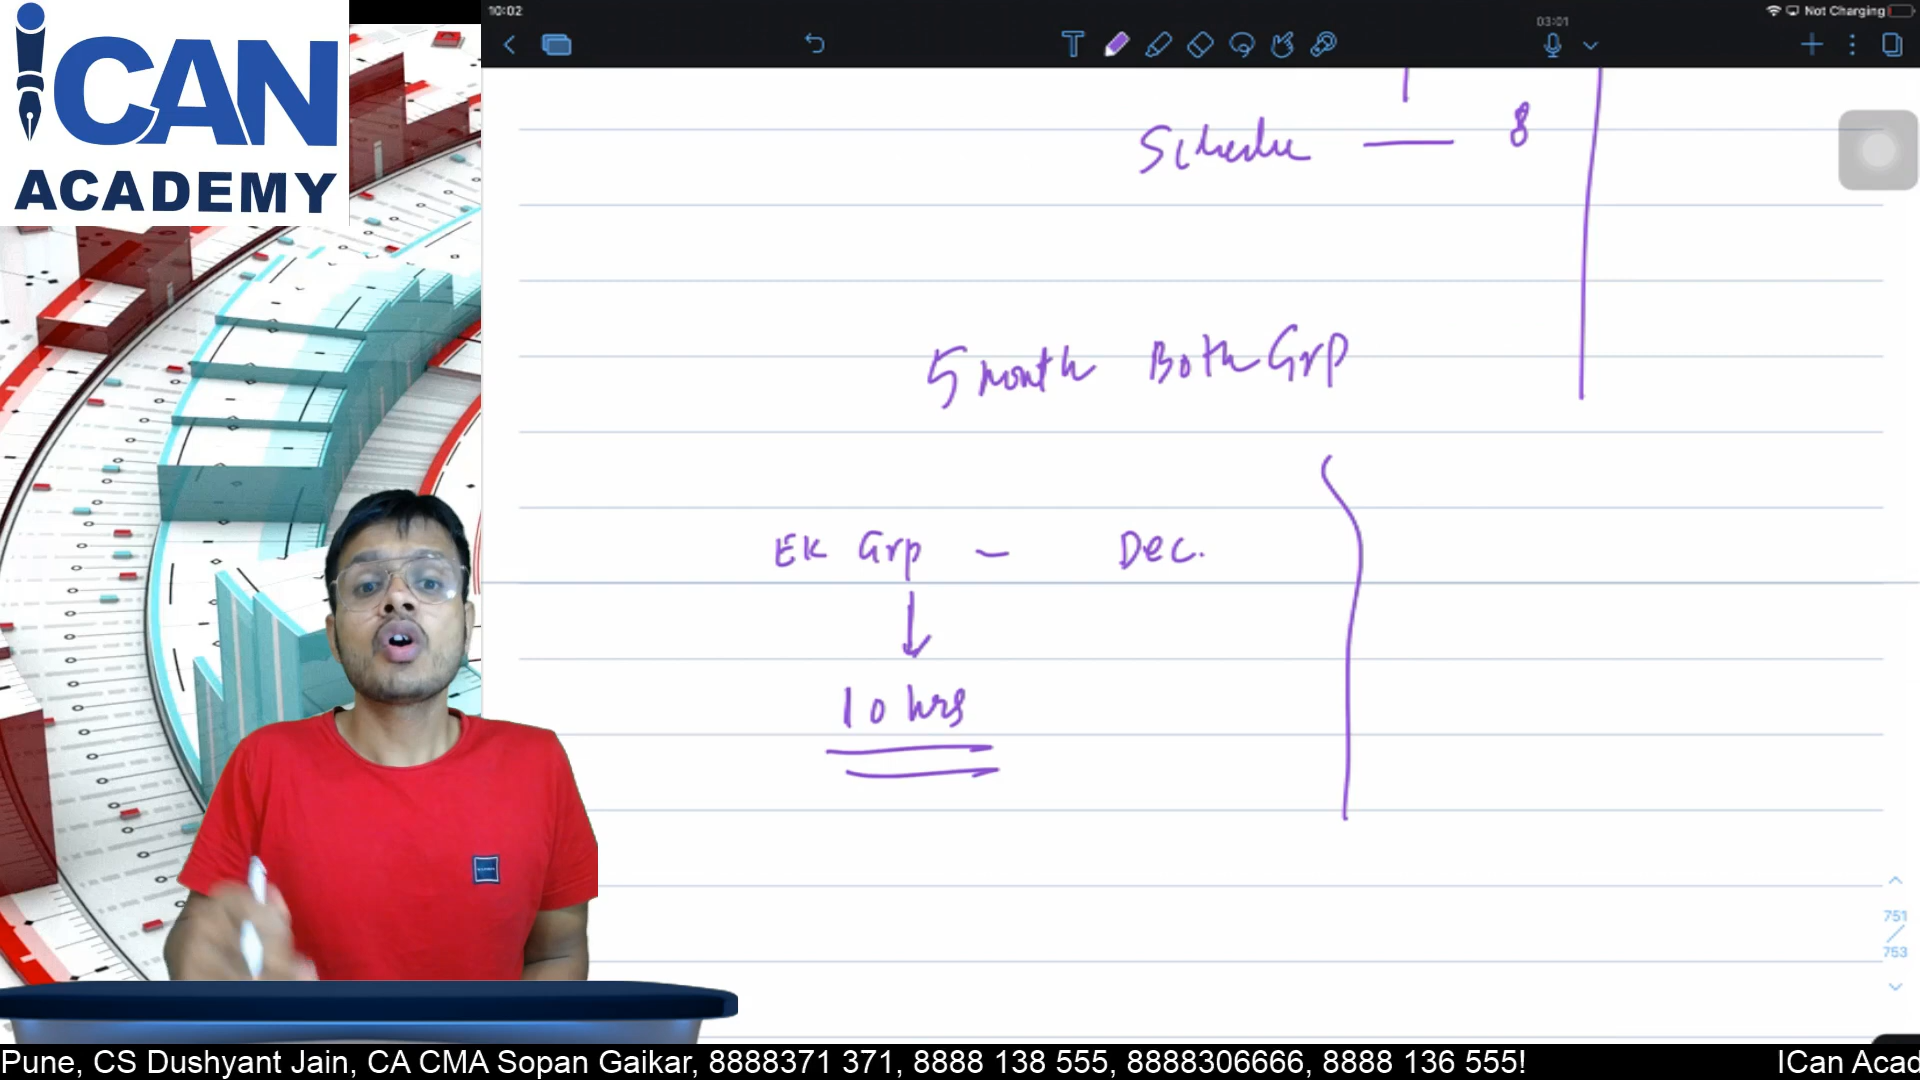 iCAN
ACADEMY
10:02
Not Charging
03:01
T
8
5 month Both Grp
EK Grp – Dec.
10 hrs
751
753
Pune, CS Dushyant Jain, CA CMA Sopan Gaikar, 8888371 371, 8888 138 555, 8888306666, 8888 136 555! ICan Acad